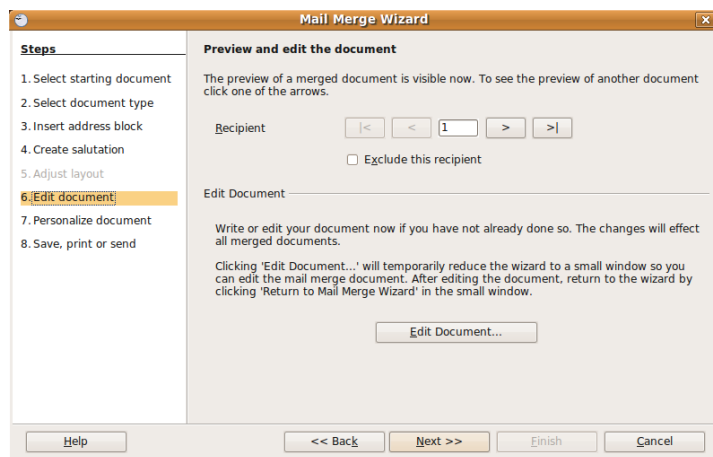 Mail Merge Wizard
Steps
1. Select starting document
2. Select document type
3. Insert address block
4. Create salutation
5. Adjust layout
6. Edit document
7. Personalize document
8. Save, print or send
Preview and edit the document
The preview of a merged document is visible now. To see the preview of another document
click one of the arrows.
Recipient |< < 1 > >|
Exclude this recipient
Edit Document
Write or edit your document now if you have not already done so. The changes will effect
all merged documents.
Clicking 'Edit Document...' will temporarily reduce the wizard to a small window so you
can edit the mail merge document. After editing the document, return to the wizard by
clicking 'Return to Mail Merge Wizard' in the small window.
Edit Document...
Help << Back Next >> Finish Cancel